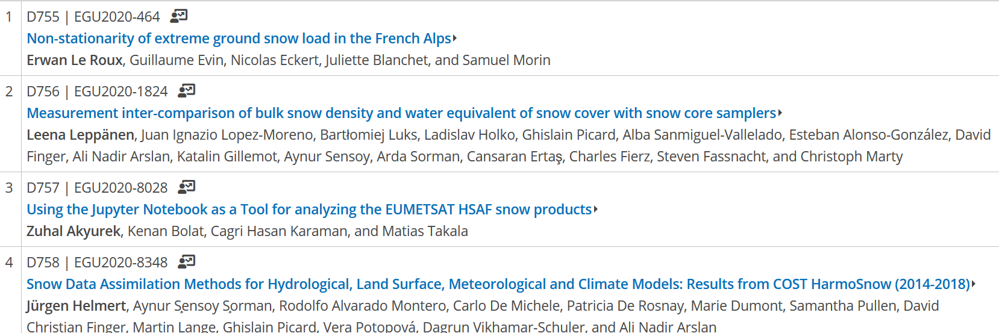 1 D755 | EGU2020-464
Non-stationarity of extreme ground snow load in the French Alps
Erwan Le Roux, Guillaume Evin, Nicolas Eckert, Juliette Blanchet, and Samuel Morin
2 D756 | EGU2020-1824
Measurement inter-comparison of bulk snow density and water equivalent of snow cover with snow core samplers
Leena Leppänen, Juan Ignazio Lopez-Moreno, Bartłomiej Luks, Ladislav Holko, Ghislain Picard, Alba Sanmiguel-Vallelado, Esteban Alonso-González, David
Finger, Ali Nadir Arslan, Katalin Gillemot, Aynur Sensoy, Arda Sorman, Cansaran Ertaş, Charles Fierz, Steven Fassnacht, and Christoph Marty
3 D757 | EGU2020-8028
Using the Jupyter Notebook as a Tool for analyzing the EUMETSAT HSAF snow products
Zuhal Akyurek, Kenan Bolat, Cagri Hasan Karaman, and Matias Takala
4 D758 | EGU2020-8348
Snow Data Assimilation Methods for Hydrological, Land Surface, Meteorological and Climate Models: Results from COST HarmoSnow (2014-2018)
Jürgen Helmert, Aynur Şensoy Şorman, Rodolfo Alvarado Montero, Carlo De Michele, Patricia De Rosnay, Marie Dumont, Samantha Pullen, David
Christian Finger, Martin Lange, Ghislain Picard, Vera Potopová, Dagrun Vikhamar-Schuler, and Ali Nadir Arslan